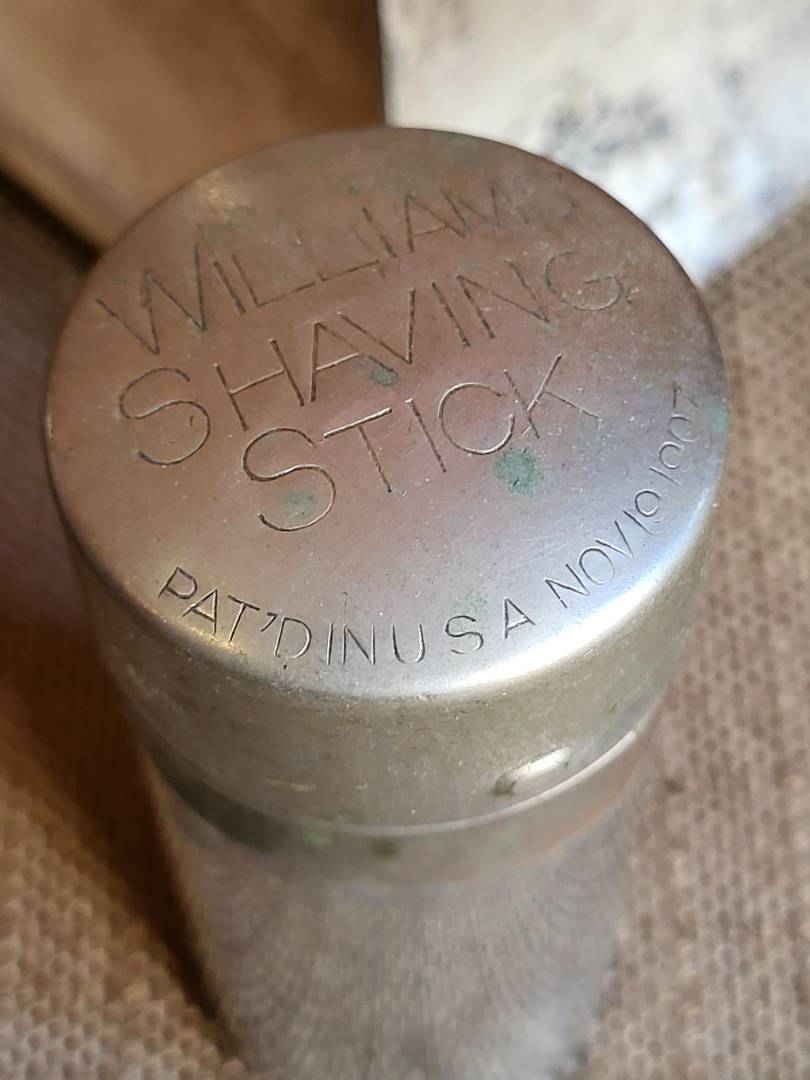 WILLIAMS
SHAVING
STICK
PAT'D IN U S A NOV 19 1907